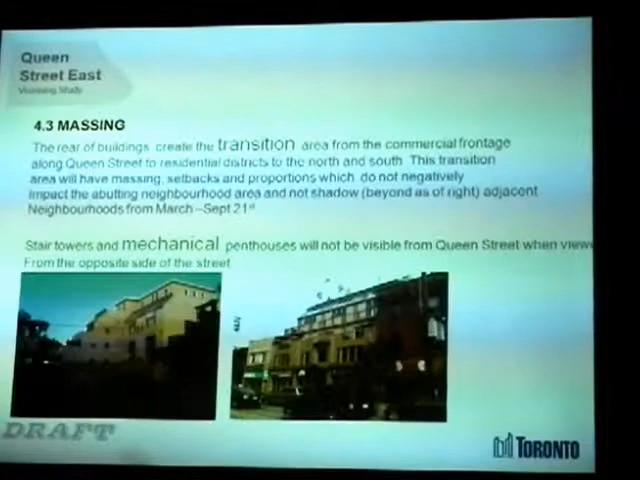 Queen
Street East
Visioning Study
4.3 MASSING
The rear of buildings create the transition area from the commercial frontage
along Queen Street to residential districts to the north and south. This transition
area will have massing, setbacks and proportions which do not negatively
Impact the abutting neighbourhood area and not shadow (beyond as of right) adjacent
Neighbourhoods from March –Sept 21st
Stair towers and mechanical penthouses will not be visible from Queen Street when view
From the opposite side of the street
DRAFT
TORONTO